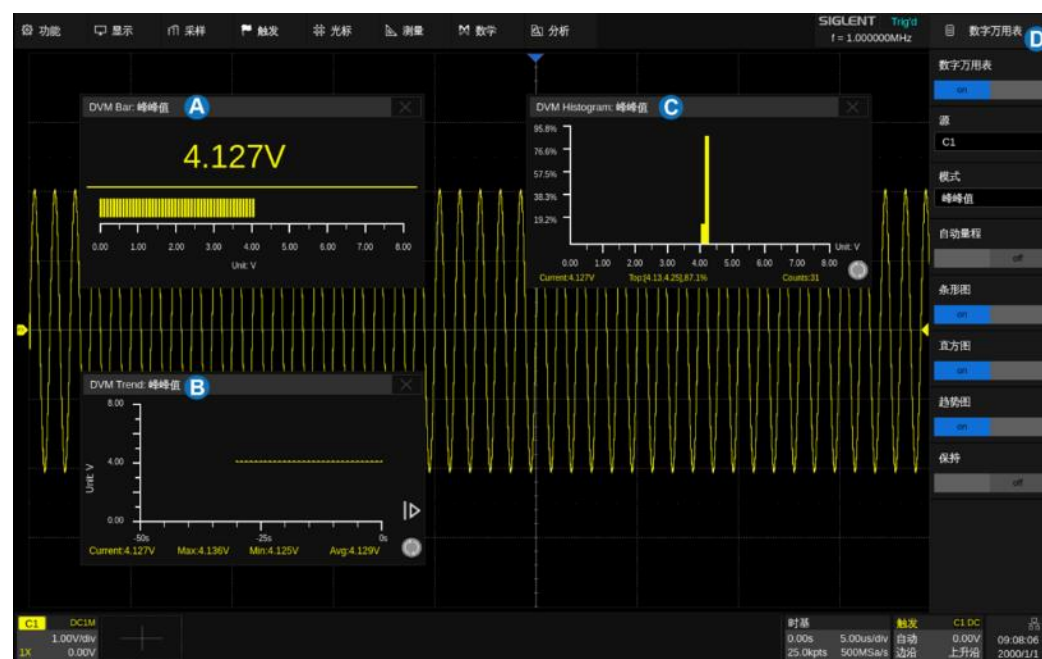 功能 显示 采样 触发 光标 测量 数学 分析
SIGLENT Trig'd
f = 1.000000MHz
数字万用表 D
数字万用表
on
源
C1
模式
峰峰值
自动量程
off
条形图
on
直方图
on
趋势图
on
保持
off
DVM Bar: 峰峰值 A
4.127V
0.00 1.00 2.00 3.00 4.00 5.00 6.00 7.00 8.00
Unit: V
DVM Histogram: 峰峰值 C
95.8%
76.6%
57.5%
38.3%
19.2%
Unit: V
0.00 1.00 2.00 3.00 4.00 5.00 6.00 7.00 8.00
Current:4.127V Top:[4.13,4.25],87.1% Counts:31
DVM Trend: 峰峰值 B
8.00
4.00
0.00
Unit: V
-50s -25s 0s
Current:4.127V Max:4.136V Min:4.125V Avg:4.129V
C1 DC1M
1.00V/div
1X 0.00V
时基
0.00s 5.00us/div
25.0kpts 500MSa/s
触发 C1 DC
自动 0.00V
边沿 上升沿
09:08:06
2000/1/1